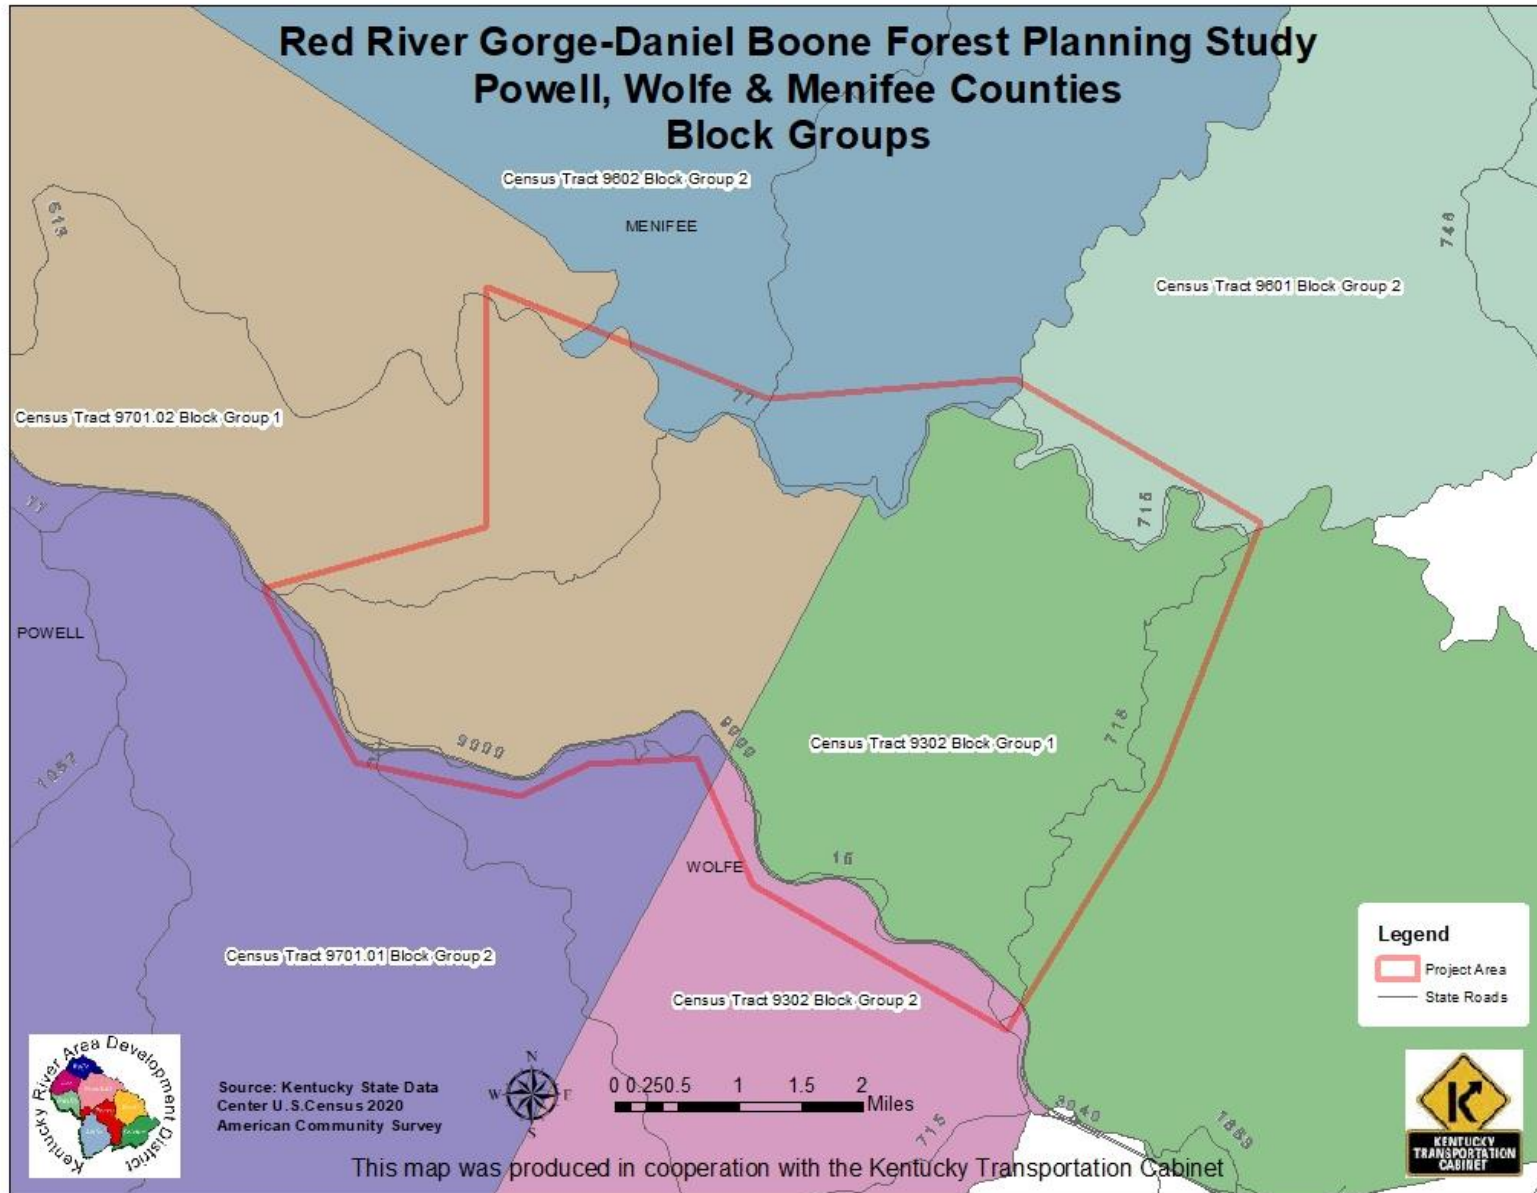 Red River Gorge-Daniel Boone Forest Planning Study
Powell, Wolfe & Menifee Counties
Block Groups
Census Tract 9602 Block Group 2
MENIFEE
613
746
Census Tract 9601 Block Group 2
77
Census Tract 9701.02 Block Group 1
11
715
POWELL
9000
9000
715
Census Tract 9302 Block Group 1
1057
15
WOLFE
Census Tract 9701.01 Block Group 2
Census Tract 9302 Block Group 2
Legend
Project Area
State Roads
Kentucky River Area Development District
Source: Kentucky State Data
Center U.S.Census 2020
American Community Survey
N
W E
S
0 0.250.5 1 1.5 2
Miles
3040
715
KENTUCKY
TRANSPORTATION
CABINET
This map was produced in cooperation with the Kentucky Transportation Cabinet